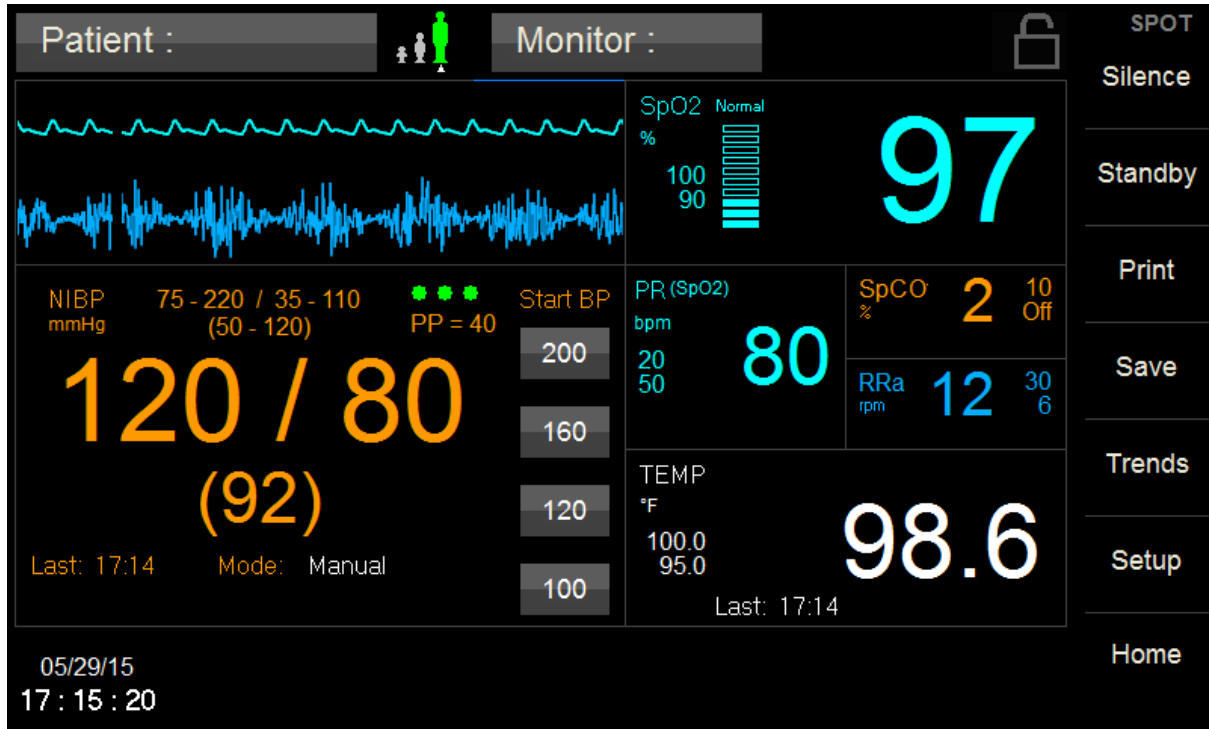 Patient :
Monitor :
SPOT
Silence
Standby
Print
Save
Trends
Setup
Home
SpO2 Normal
%
100
90
97
NIBP 75 - 220 / 35 - 110
mmHg (50 - 120) PP = 40
120 / 80
(92)
Last: 17:14 Mode: Manual
Start BP
200
160
120
100
PR (SpO2)
bpm
20
50
80
SpCO
%
2
10
Off
RRa
rpm
12
30
6
TEMP
°F
100.0
95.0
98.6
Last: 17:14
05/29/15
17 : 15 : 20